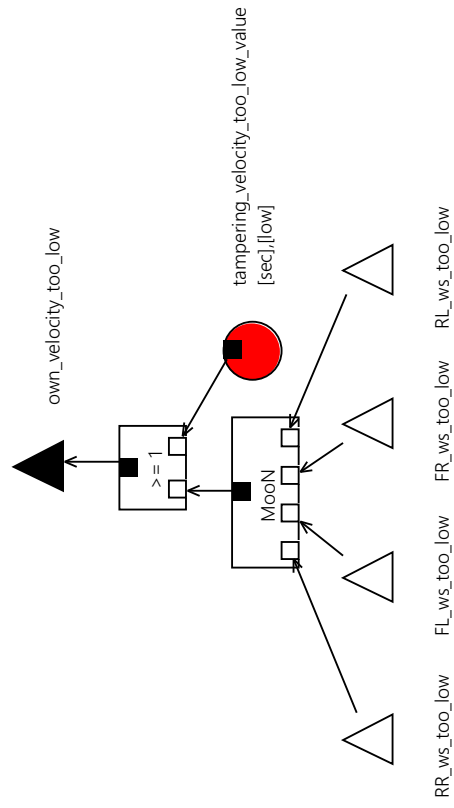 own_velocity_too_low
tampering_velocity_too_low_value
[sec],[low]
>= 1
MooN
RR_ws_too_low
FL_ws_too_low
FR_ws_too_low
RL_ws_too_low